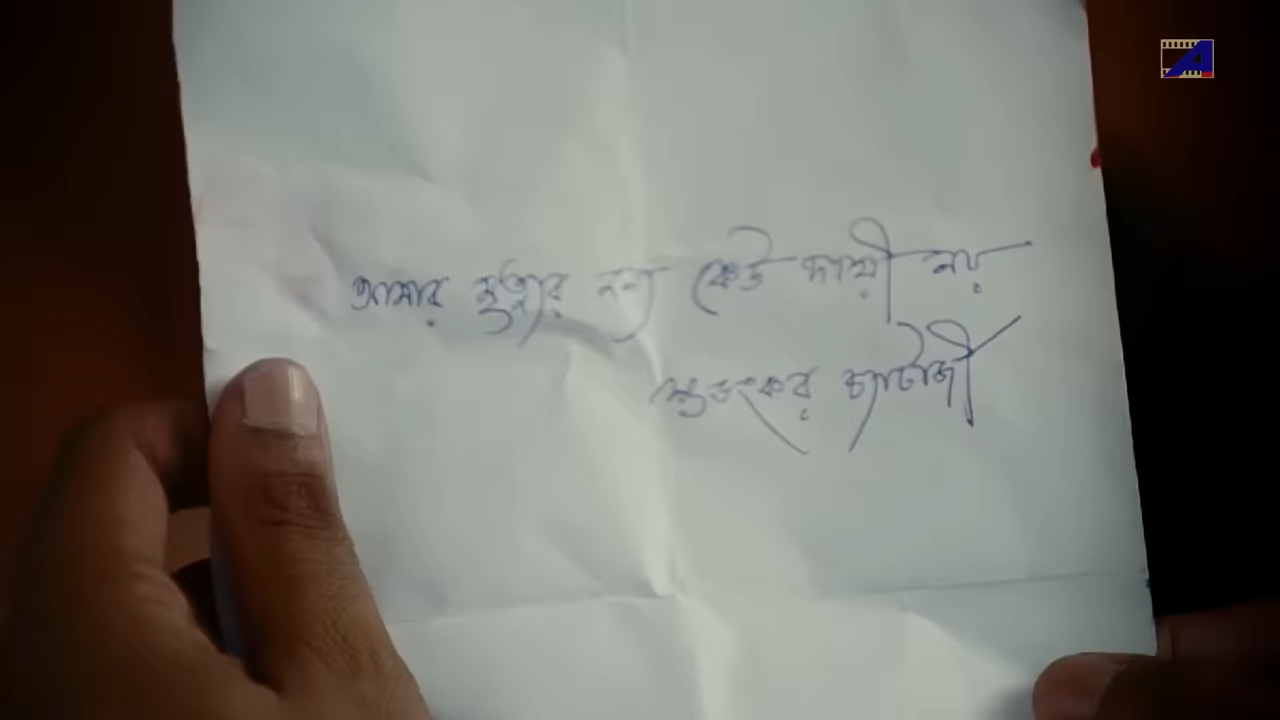 আমার মৃত্যুর জন্য কেউ দায়ী নয়
শুভংকর চ্যাটার্জী